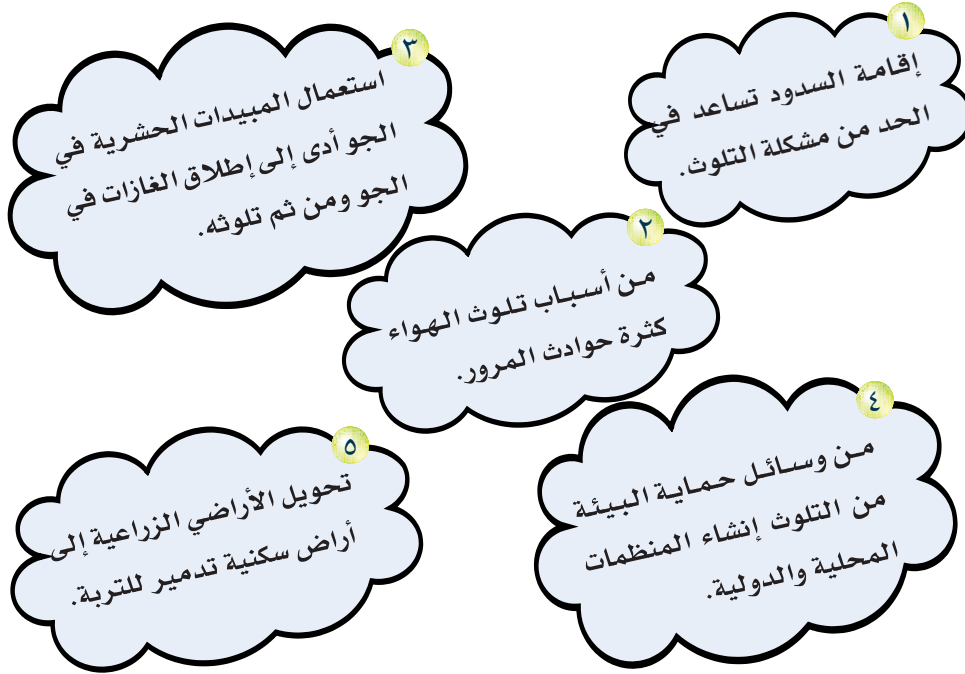 ١
إقامة السدود تساعد في
الحد من مشكلة التلوث.
٢
من أسباب تلوث الهواء
كثرة حوادث المرور.
٣
استعمال المبيدات الحشرية في
الجو أدى إلى إطلاق الغازات في
الجو ومن ثم تلوثه.
٤
من وسائل حماية البيئة
من التلوث إنشاء المنظمات
المحلية والدولية.
٥
تحويل الأراضي الزراعية إلى
أراض سكنية تدمير للتربة.